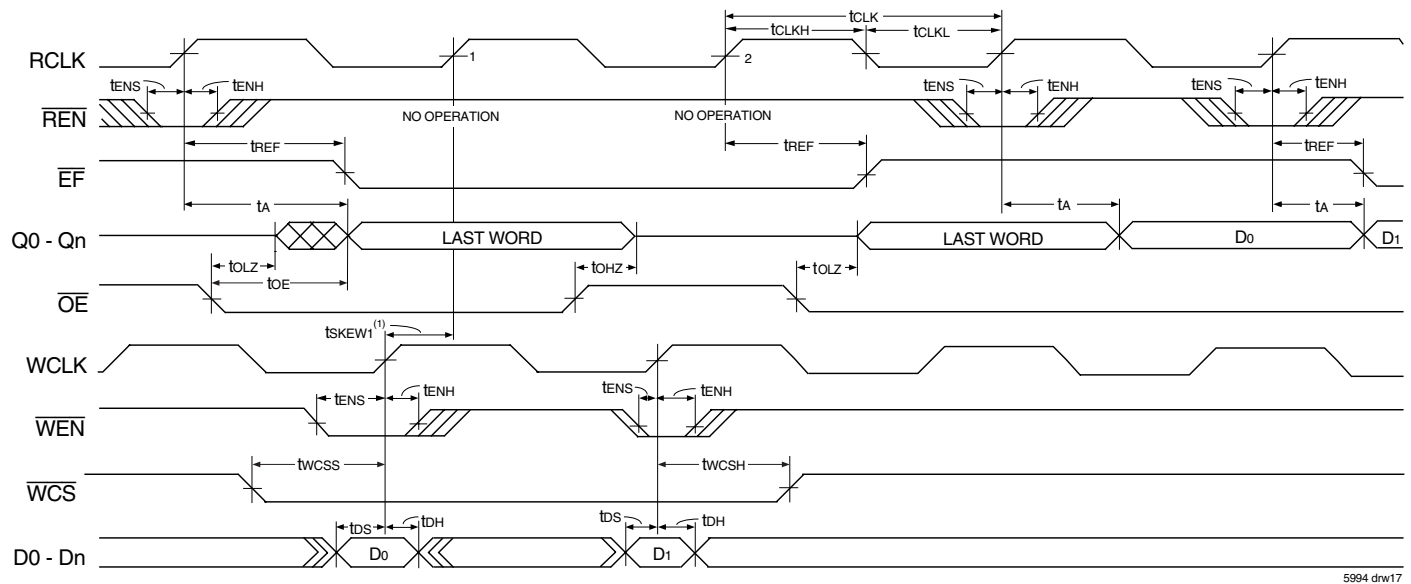 tCLK
tCLKH
tCLKL
RCLK
1
2
tENS
tENH
tENS
tENH
tENS
tENH
REN
NO OPERATION
NO OPERATION
tREF
tREF
tREF
EF
tA
tA
tA
Q0 - Qn
LAST WORD
LAST WORD
D0
D1
tOLZ
tOHZ
tOLZ
tOE
OE
tSKEW1(1)
WCLK
tENS
tENH
tENS
tENH
WEN
tWCSS
tWCSH
WCS
tDS
tDH
tDS
tDH
D0 - Dn
D0
D1
5994 drw17